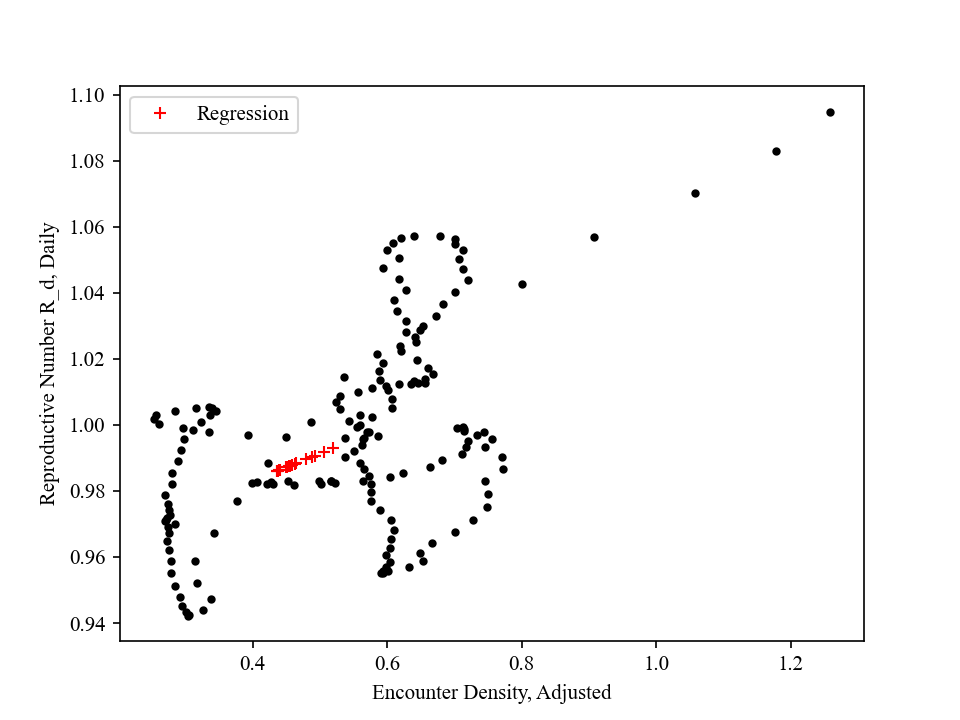 Regression
1.10
1.08
1.06
1.04
1.02
1.00
0.98
0.96
0.94
Reproductive Number R_d, Daily
0.4 0.6 0.8 1.0 1.2
Encounter Density, Adjusted